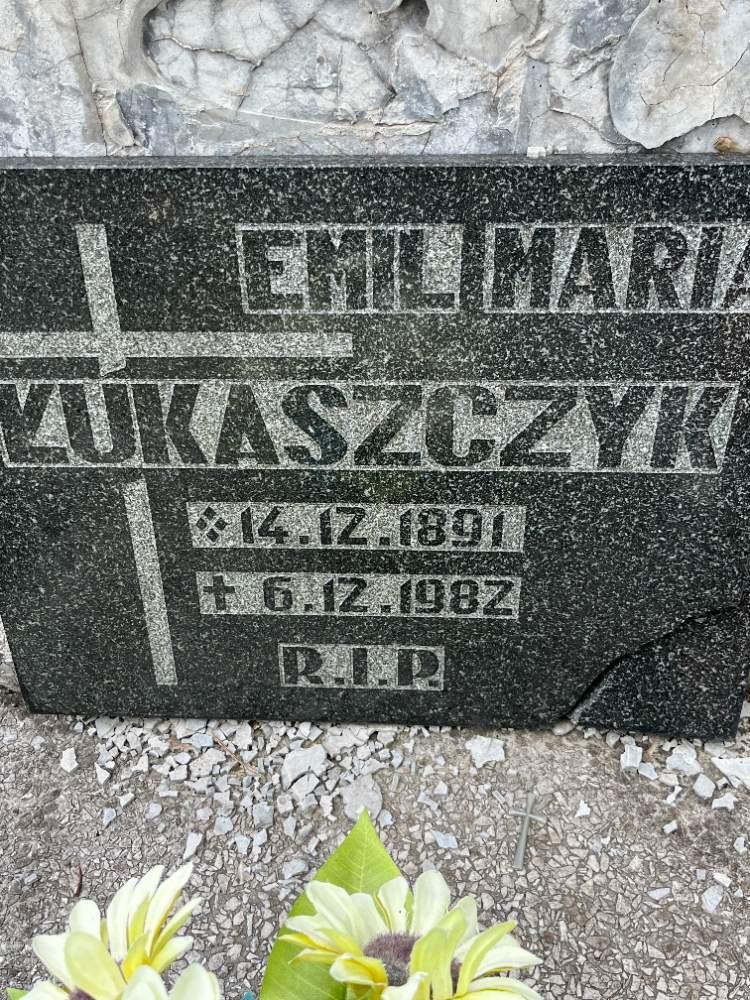 EMIL MARIA
ŁUKASZCZYK
❖ 14.12.1891
✝ 6.12.1982
R.I.P.